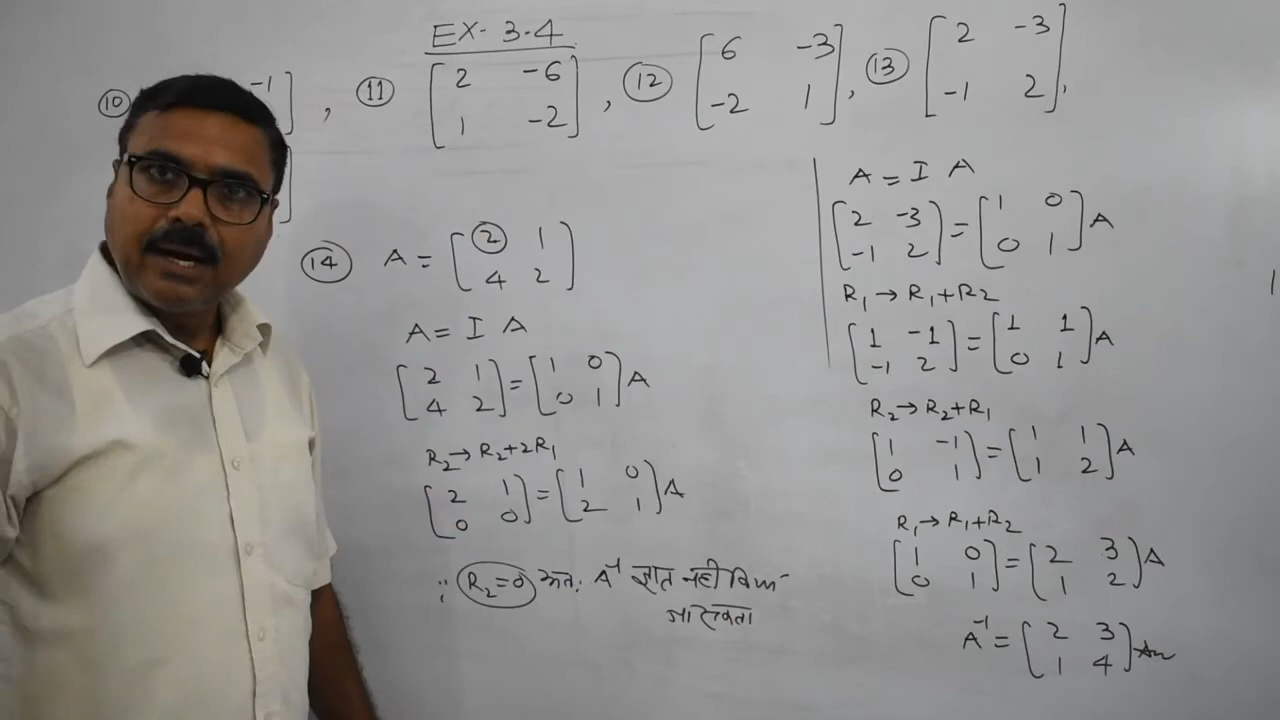 EX- 3.4
⑩ -1 ] , ⑪ [ 2 -6 ; 1 -2 ] , ⑫ [ 6 -3 ; -2 1 ] , ⑬ [ 2 -3 ; -1 2 ] ,
⑭ A = [ ② 1 ; 4 2 ]
A = I A
[ 2 1 ; 4 2 ] = [ 1 0 ; 0 1 ] A
R₂ → R₂+2R₁
[ 2 1 ; 0 0 ] = [ 1 0 ; 2 1 ] A
∵ R₂=0 अतः A⁻¹ ज्ञात नही किया
जा सकता
A = I A
[ 2 -3 ; -1 2 ] = [ 1 0 ; 0 1 ] A
R₁ → R₁+R₂
[ 1 -1 ; -1 2 ] = [ 1 1 ; 0 1 ] A
R₂ → R₂+R₁
[ 1 -1 ; 0 1 ] = [ 1 1 ; 1 2 ] A
R₁ → R₁+R₂
[ 1 0 ; 0 1 ] = [ 2 3 ; 1 2 ] A
A⁻¹ = [ 2 3 ; 1 4 ] An